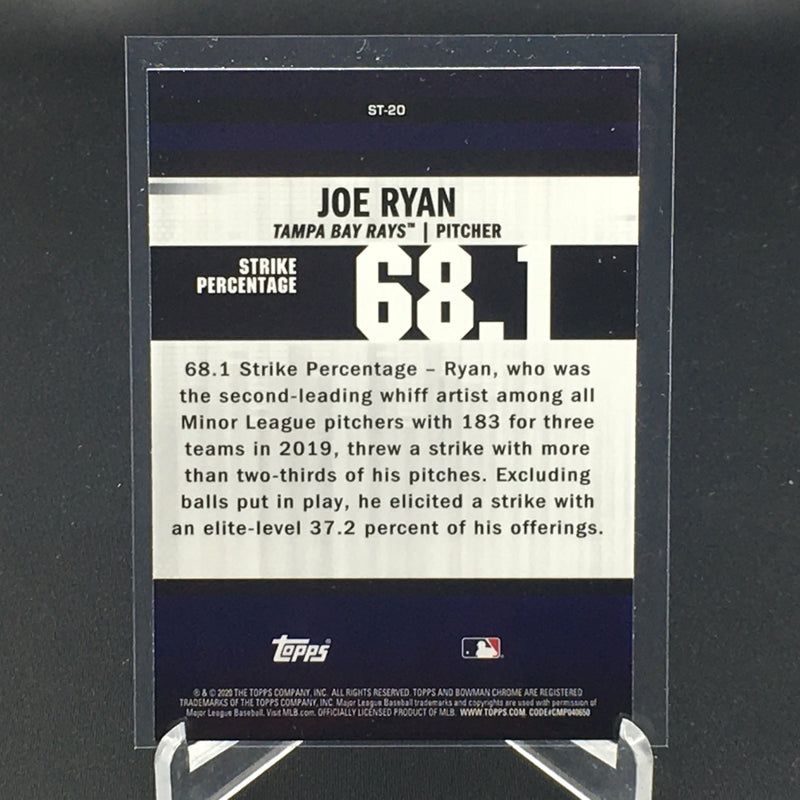 ST-20
JOE RYAN
TAMPA BAY RAYS™ | PITCHER
STRIKE
PERCENTAGE
68.1
68.1 Strike Percentage – Ryan, who was
the second-leading whiff artist among all
Minor League pitchers with 183 for three
teams in 2019, threw a strike with more
than two-thirds of his pitches. Excluding
balls put in play, he elicited a strike with
an elite-level 37.2 percent of his offerings.
Topps®
® & © 2020 THE TOPPS COMPANY, INC. ALL RIGHTS RESERVED. TOPPS AND BOWMAN CHROME ARE REGISTERED
TRADEMARKS OF THE TOPPS COMPANY, INC. Major League Baseball trademarks and copyrights are used with permission of
Major League Baseball. Visit MLB.com. OFFICIALLY LICENSED PRODUCT OF MLB. WWW.TOPPS.COM CODE#CMP040650